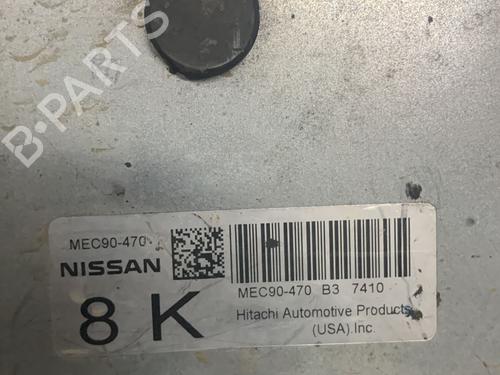 B-PARTS
MEC90-470
NISSAN
8 K
MEC90-470 B3 7410
Hitachi Automotive Products
(USA).Inc.